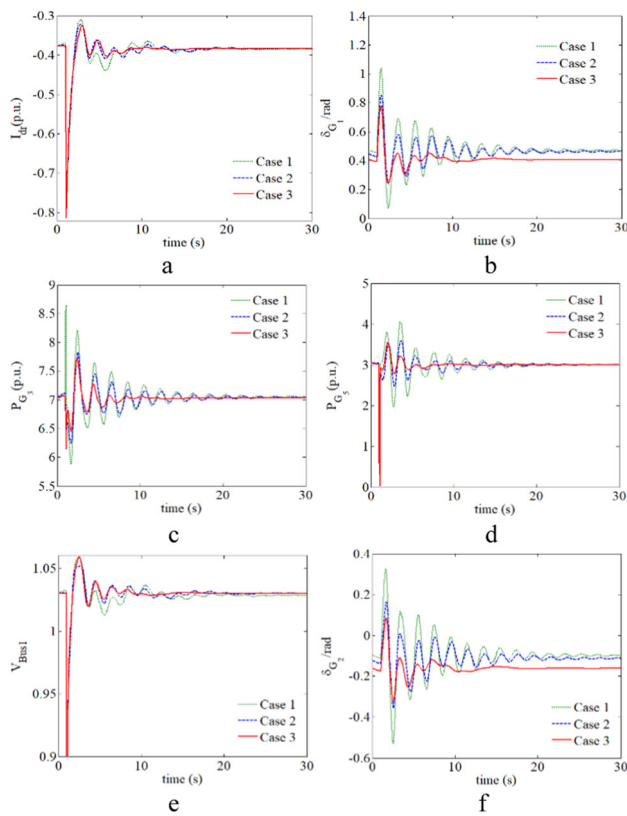 -0.3
-0.4
-0.5
-0.6
-0.7
-0.8
I_dr(p.u.)
Case 1
Case 2
Case 3
0 10 20 30
time (s)
a
1.4
1.2
1
0.8
0.6
0.4
0.2
0
δ_G1/rad
Case 1
Case 2
Case 3
0 10 20 30
time (s)
b
9
8.5
8
7.5
7
6.5
6
5.5
P_G3(p.u.)
Case 1
Case 2
Case 3
0 10 20 30
time (s)
c
5
4
3
2
1
0
P_G5(p.u.)
Case 1
Case 2
Case 3
0 10 20 30
time (s)
d
1.05
1
0.95
0.9
V_Bus1
Case 1
Case 2
Case 3
0 10 20 30
time (s)
e
0.4
0.2
0
-0.2
-0.4
-0.6
δ_G2/rad
Case 1
Case 2
Case 3
0 10 20 30
time (s)
f